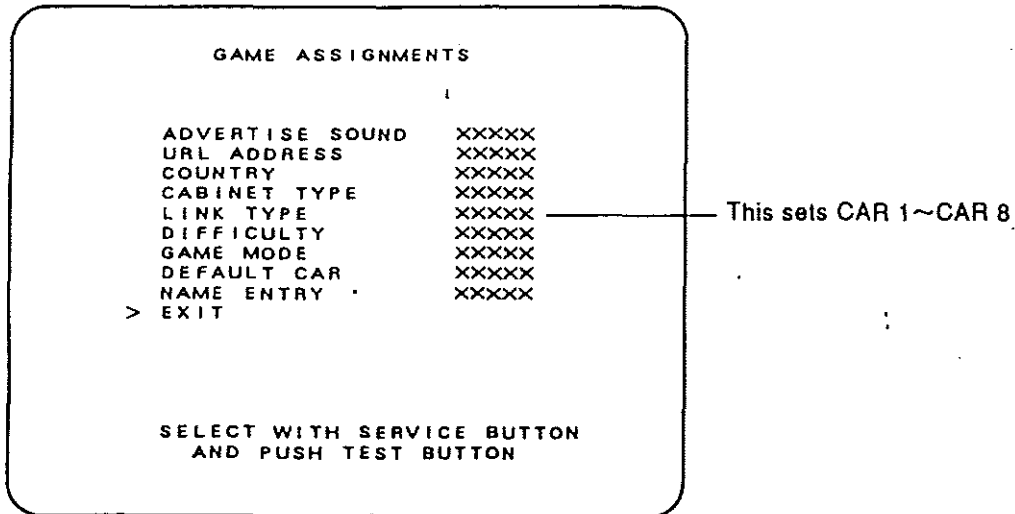 GAME ASSIGNMENTS
ADVERTISE SOUND XXXXX
URL ADDRESS XXXXX
COUNTRY XXXXX
CABINET TYPE XXXXX
LINK TYPE XXXXX This sets CAR 1~CAR 8
DIFFICULTY XXXXX
GAME MODE XXXXX
DEFAULT CAR XXXXX
NAME ENTRY XXXXX
> EXIT
SELECT WITH SERVICE BUTTON
AND PUSH TEST BUTTON